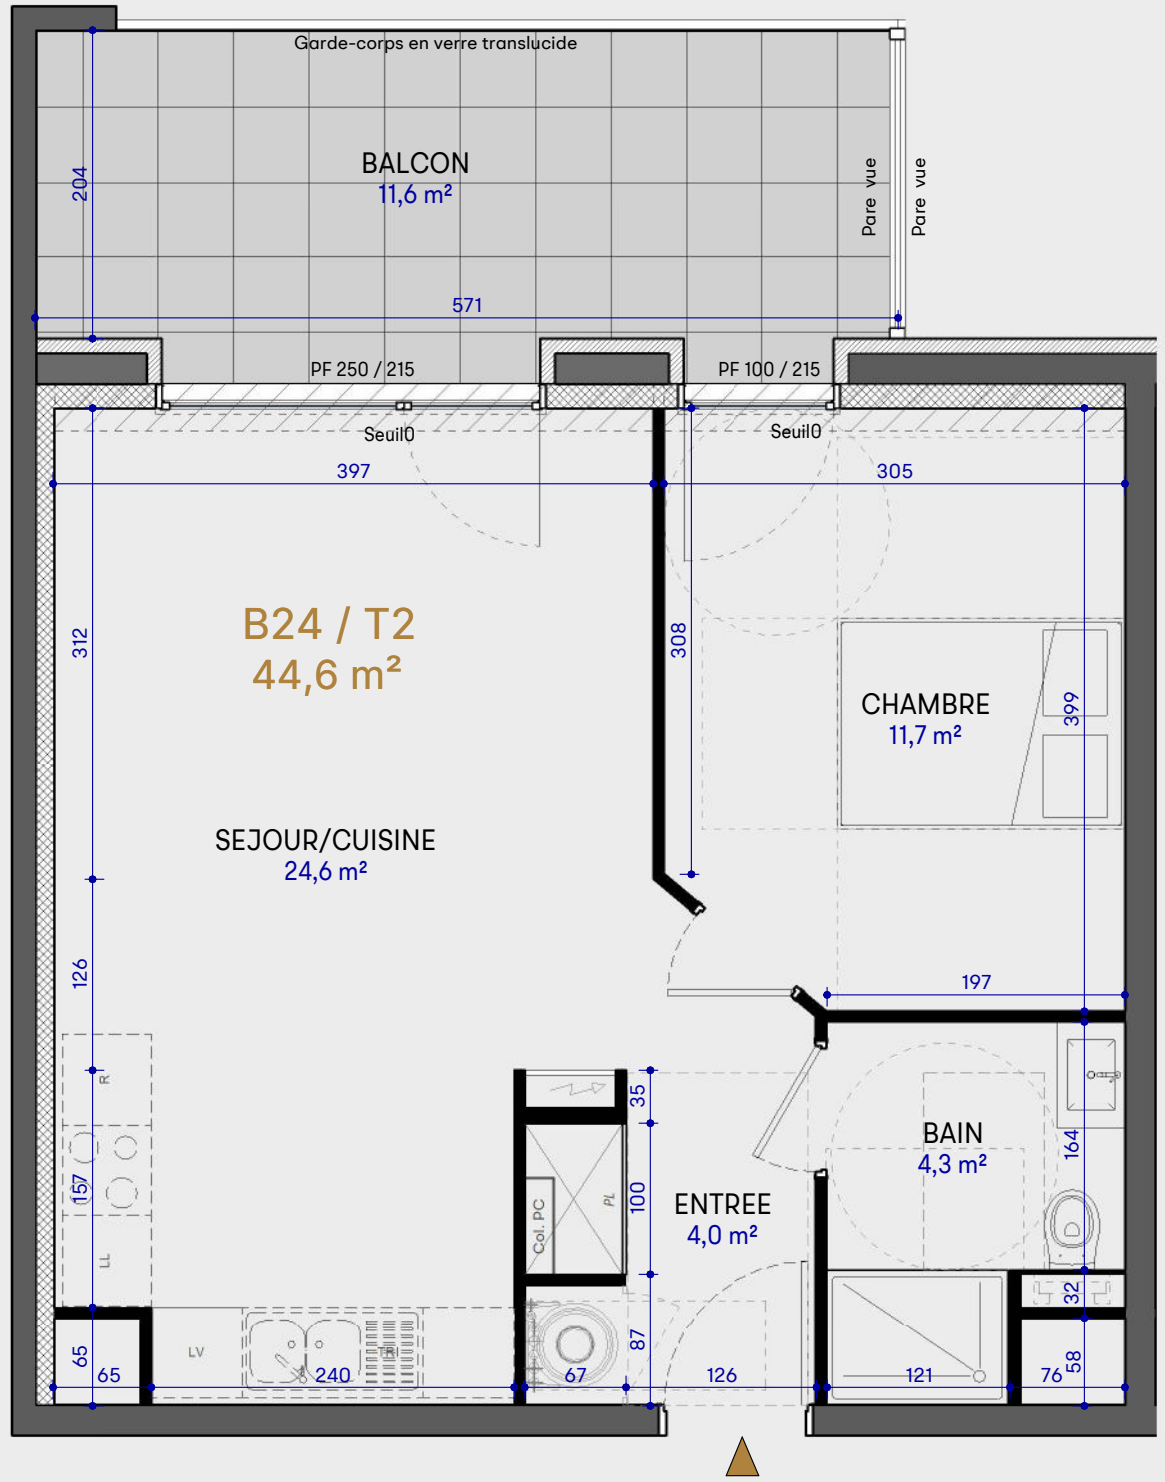 Garde-corps en verre translucide
BALCON
11,6 m²
204
Pare vue
Pare vue
571
PF 250 / 215
PF 100 / 215
Seuil0
Seuil0
397
305
B24 / T2
44,6 m²
312
308
CHAMBRE
11,7 m²
399
SEJOUR/CUISINE
24,6 m²
126
197
R
35
BAIN
4,3 m²
164
157
100
PL
Col. PC
ENTREE
4,0 m²
LL
32
87
65
65
LV
240
TRI
67
126
121
76
58